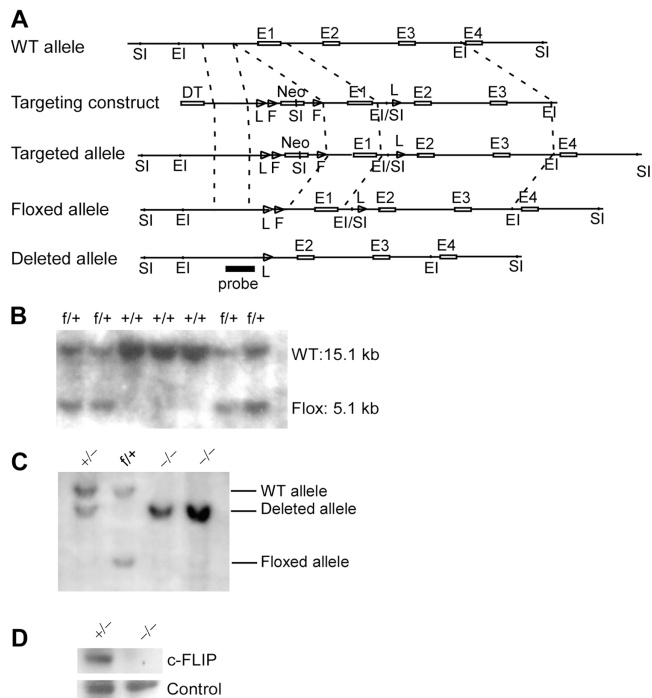 A
WT allele
E1 E2 E3 E4
SI EI EI SI
Targeting construct
DT Neo E1 L E2 E3
L F SI F EI/SI EI
Targeted allele
Neo E1 L E2 E3 E4
SI EI L F SI F EI/SI EI SI
Floxed allele
E1 L E2 E3 E4
SI EI L F EI/SI EI SI
Deleted allele
E2 E3 E4
SI EI L EI SI
probe
B
f/+ f/+ +/+ +/+ +/+ f/+ f/+
WT:15.1 kb
Flox: 5.1 kb
C
+/− f/+ −/− −/−
WT allele
Deleted allele
Floxed allele
D
+/− −/−
c-FLIP
Control